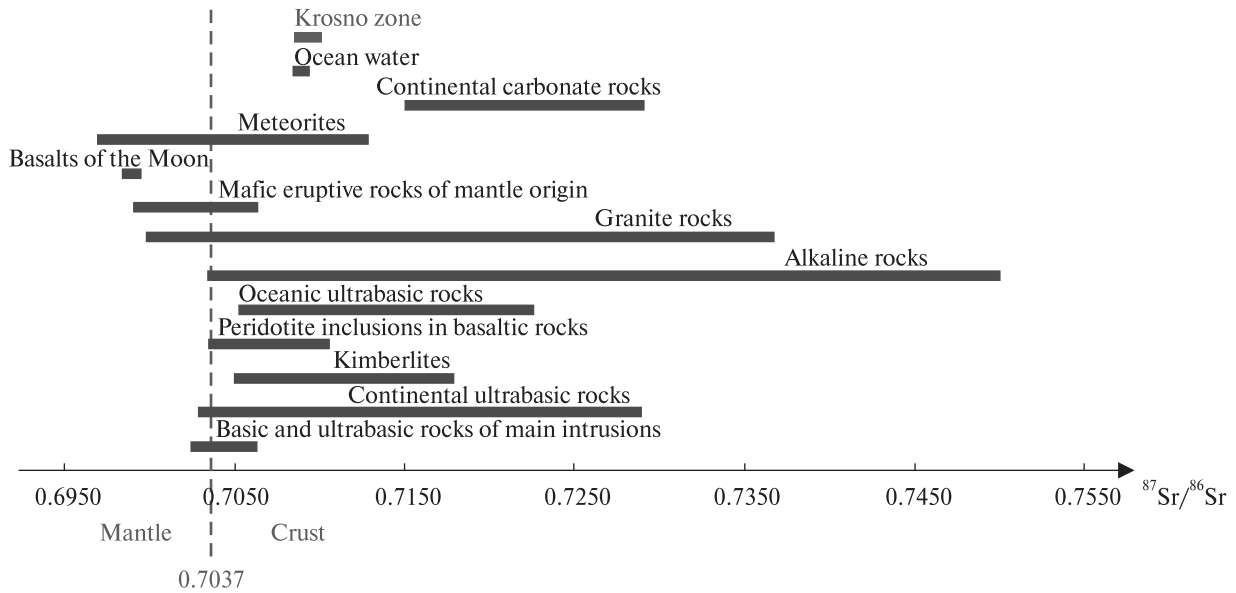 Krosno zone
Ocean water
Continental carbonate rocks
Meteorites
Basalts of the Moon
Mafic eruptive rocks of mantle origin
Granite rocks
Alkaline rocks
Oceanic ultrabasic rocks
Peridotite inclusions in basaltic rocks
Kimberlites
Continental ultrabasic rocks
Basic and ultrabasic rocks of main intrusions
0.6950 0.7050 0.7150 0.7250 0.7350 0.7450 0.7550 ⁸⁷Sr/⁸⁶Sr
Mantle Crust
0.7037